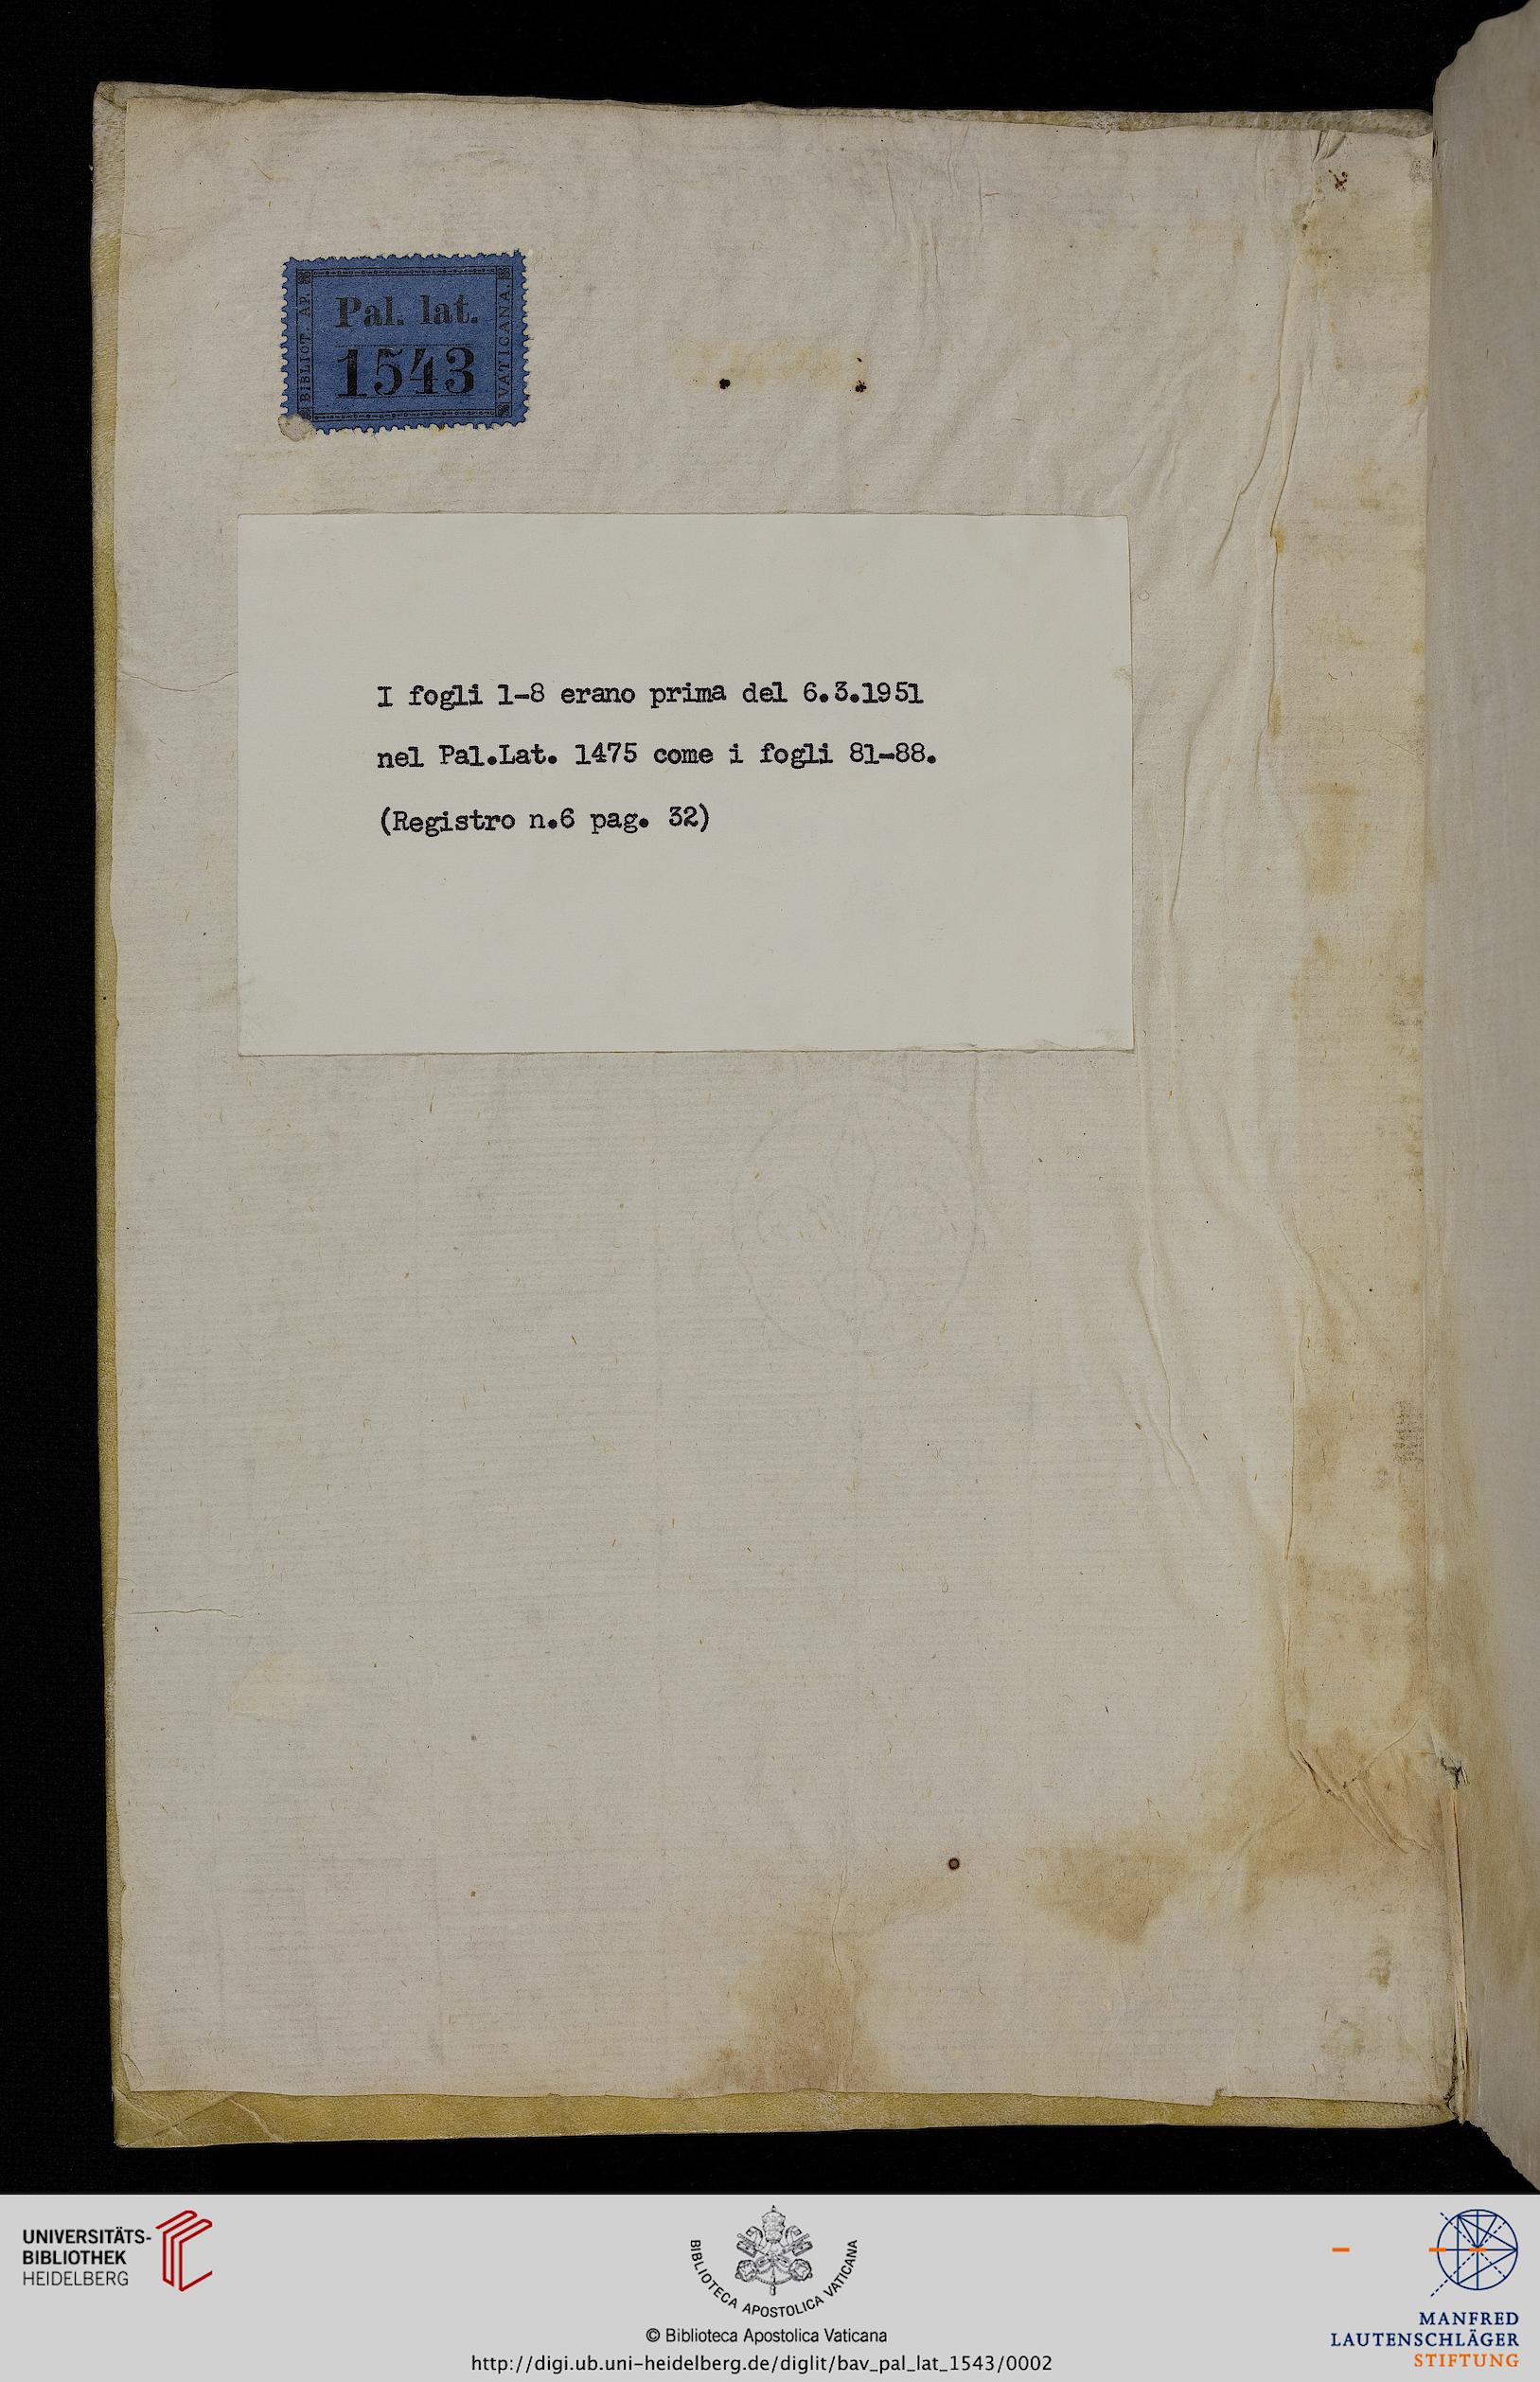 BIBLIOT. AP. VATICANA.
Pal. lat.
1543
I fogli 1-8 erano prima del 6.3.1951
nel Pal.Lat. 1475 come i fogli 81-88.
(Registro n.6 pag. 32)
UNIVERSITÄTS-
BIBLIOTHEK
HEIDELBERG
BIBLIOTECA APOSTOLICA VATICANA
© Biblioteca Apostolica Vaticana
http://digi.ub.uni-heidelberg.de/diglit/bav_pal_lat_1543/0002
MANFRED
LAUTENSCHLÄGER
STIFTUNG